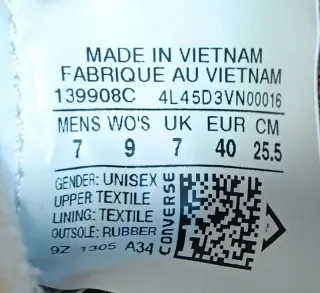 MADE IN VIETNAM
FABRIQUE AU VIETNAM
139908C 4L45D3VN00016
MENS WO'S UK EUR CM
7 9 7 40 25.5
GENDER: UNISEX
UPPER: TEXTILE
LINING: TEXTILE
OUTSOLE: RUBBER
9Z 1305 A34
CONVERSE